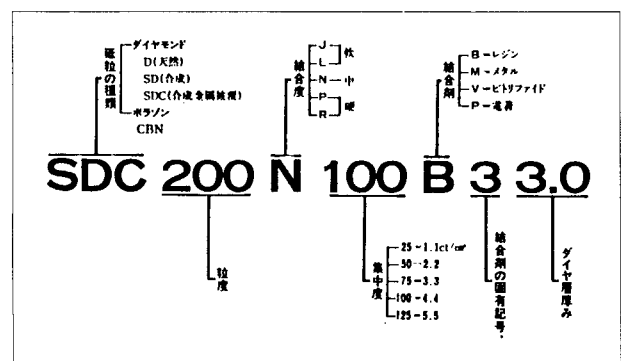 砥粒の種類
ダイヤモンド
D(天然)
SD(合成)
SDC(合成金属被覆)
ボラゾン
CBN
結合度
J
L
軟
N 中
P
R
硬
結合剤
B－レジン
M－メタル
V－ビトリファイド
P－電着
SDC 200 N 100 B 3 3.0
粒度
集中度
25－1.1ct/cm³
50－2.2
75－3.3
100－4.4
125－5.5
結合剤の固有記号・
ダイヤ層厚み